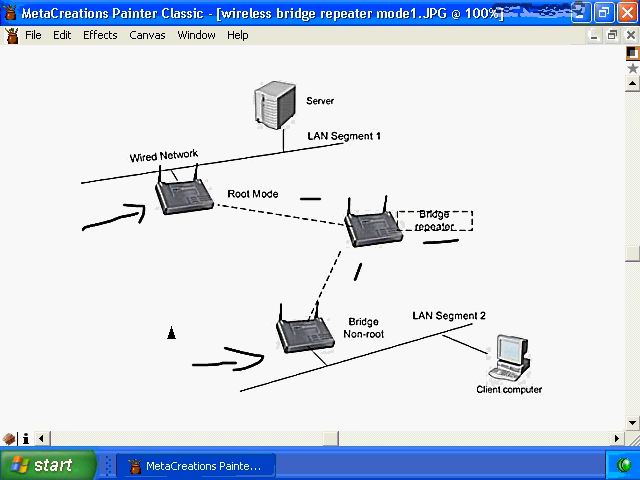 MetaCreations Painter Classic - [wireless bridge repeater mode1.JPG @ 100%]
File Edit Effects Canvas Window Help
Server
LAN Segment 1
Wired Network
Root Mode
Bridge
repeater
Bridge
Non-root
LAN Segment 2
Client computer
start
MetaCreations Painte...